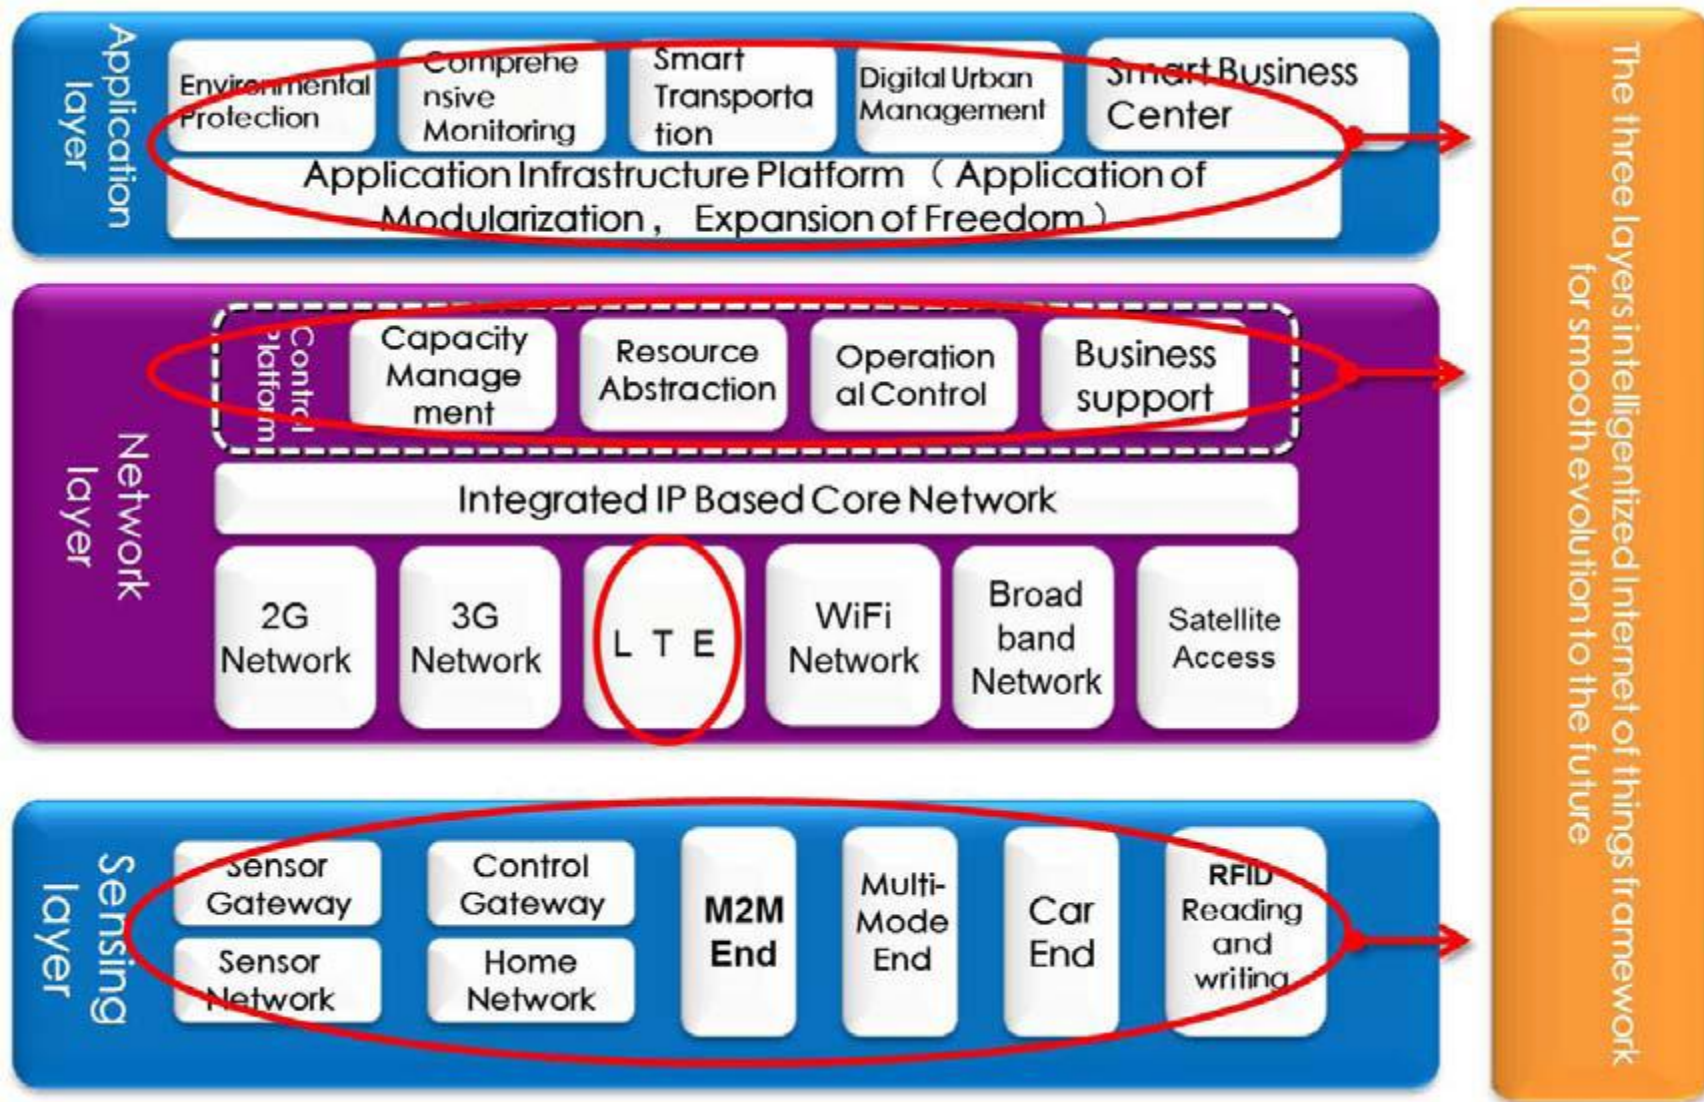 Application
layer
Environmental
Protection
Comprehe
nsive
Monitoring
Smart
Transporta
tion
Digital Urban
Management
Smart Business
Center
Application Infrastructure Platform （ Application of
Modularization ， Expansion of Freedom ）
Network
layer
Control
Platform
Capacity
Manage
ment
Resource
Abstraction
Operation
al Control
Business
support
Integrated IP Based Core Network
2G
Network
3G
Network
L T E
WiFi
Network
Broad
band
Network
Satellite
Access
Sensing
layer
Sensor
Gateway
Control
Gateway
Sensor
Network
Home
Network
M2M
End
Multi-
Mode
End
Car
End
RFID
Reading
and
writing
The three layers intelligentized Internet of things framework
for smooth evolution to the future